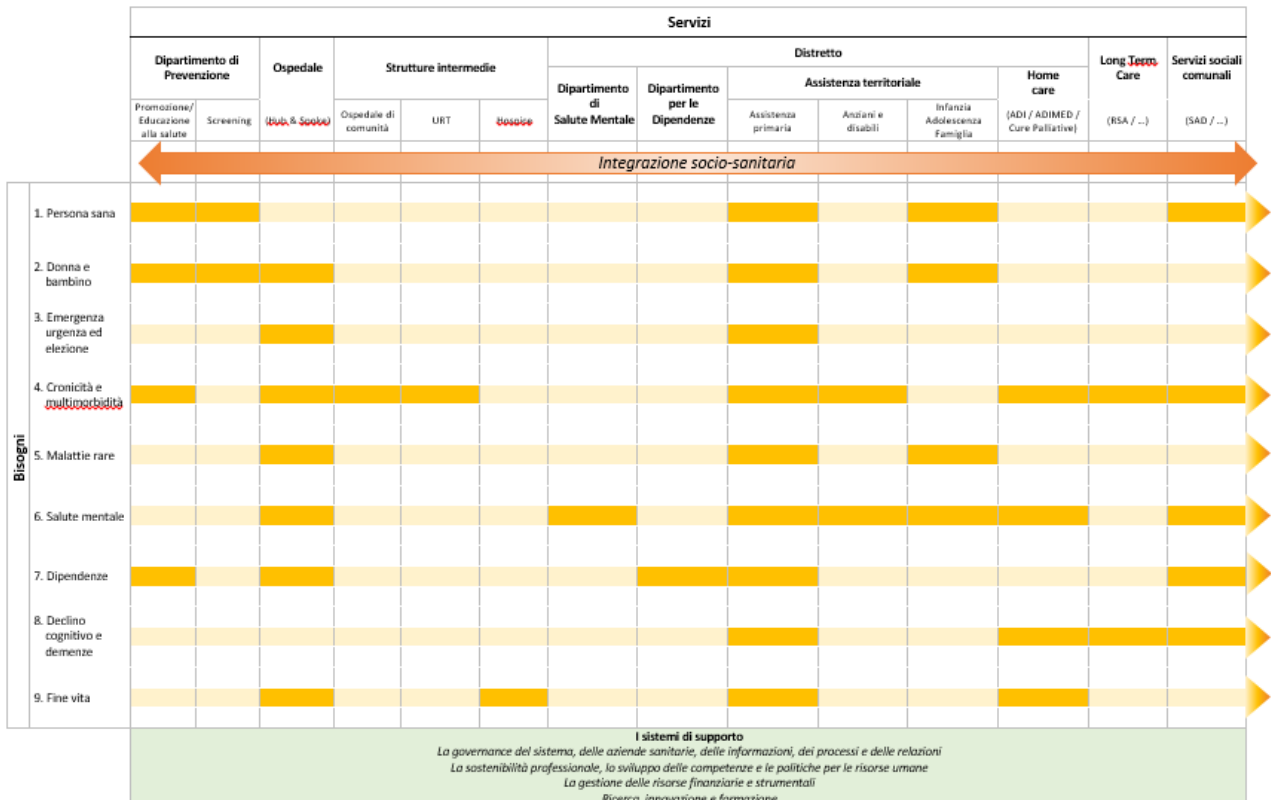 Servizi
Dipartimento di
Prevenzione
Ospedale
Strutture intermedie
Distretto
Long Term
Care
Servizi sociali
comunali
Dipartimento
di
Salute Mentale
Dipartimento
per le
Dipendenze
Assistenza territoriale
Home
care
Promozione/
Educazione
alla salute
Screening
(Hub & Spoke)
Ospedale di
comunità
URT
Hospice
Assistenza
primaria
Anziani e
disabili
Infanzia
Adolescenza
Famiglia
(ADI / ADIMED /
Cure Palliative)
(RSA / ...)
(SAD / ...)
Integrazione socio-sanitaria
Bisogni
1. Persona sana
2. Donna e
bambino
3. Emergenza
urgenza ed
elezione
4. Cronicità e
multimorbidità
5. Malattie rare
6. Salute mentale
7. Dipendenze
8. Declino
cognitivo e
demenze
9. Fine vita
I sistemi di supporto
La governance del sistema, delle aziende sanitarie, delle informazioni, dei processi e delle relazioni
La sostenibilità professionale, lo sviluppo delle competenze e le politiche per le risorse umane
La gestione delle risorse finanziarie e strumentali
Ricerca, innovazione e formazione